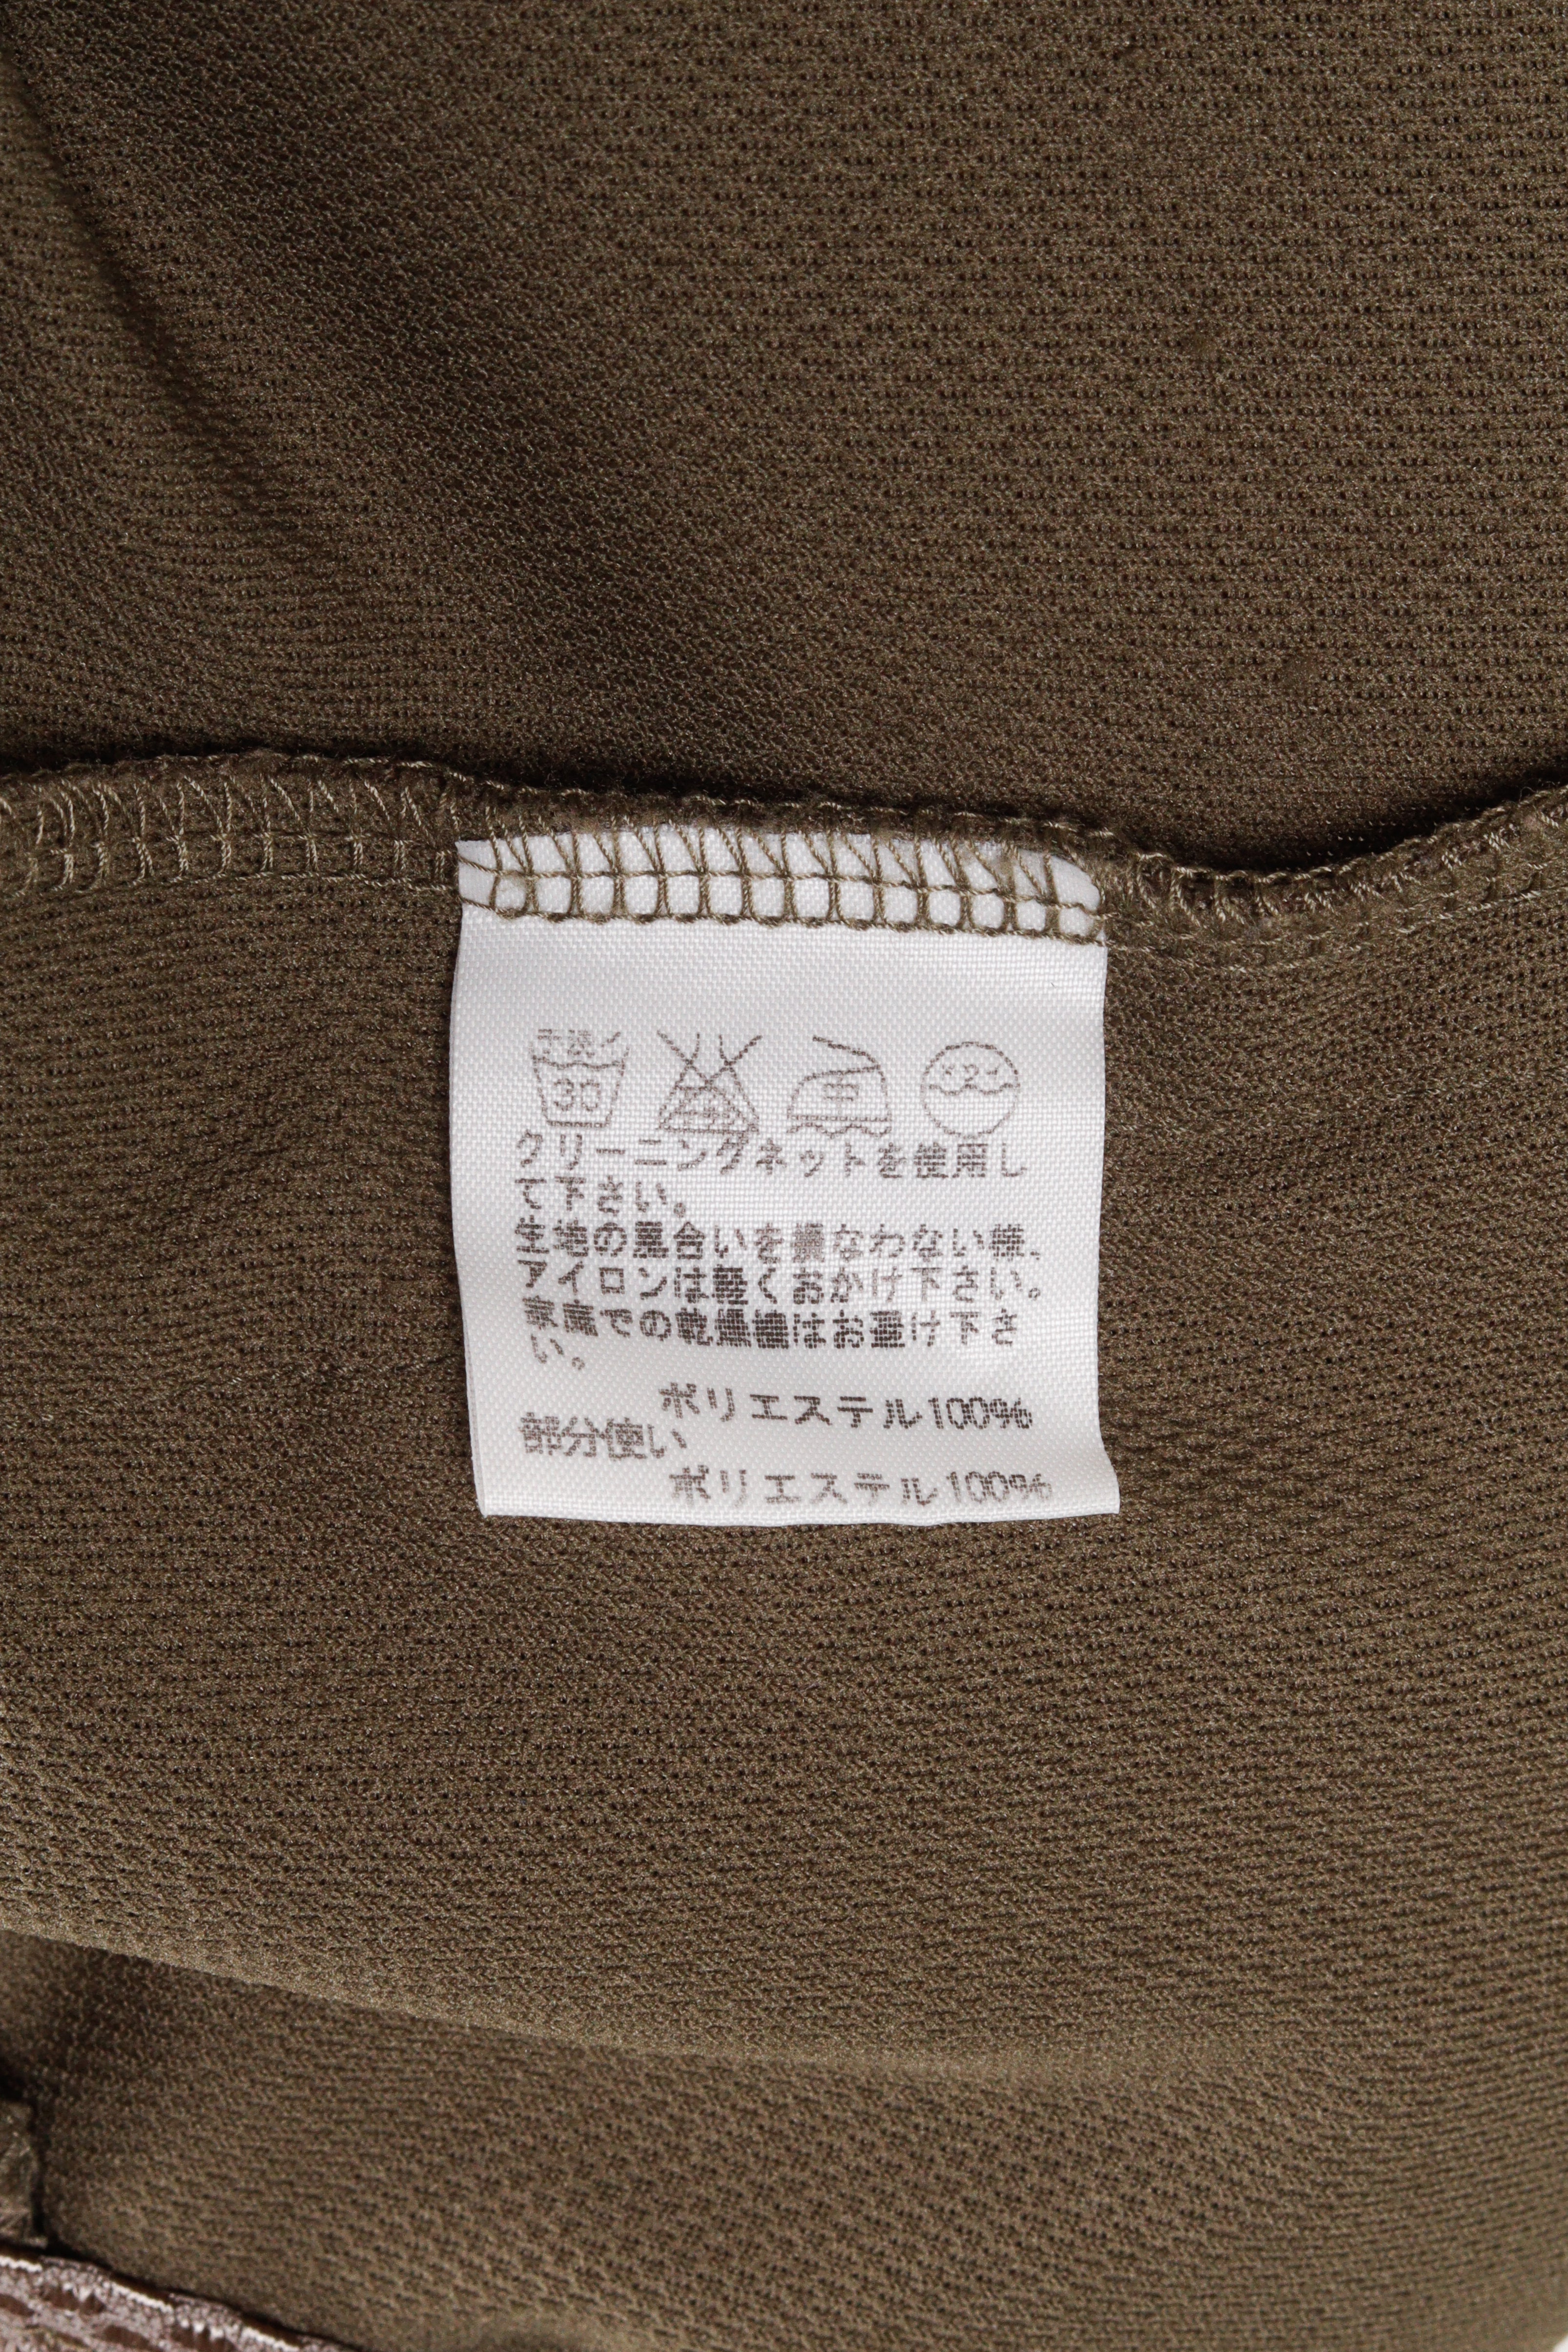 手洗イ
30
中
クリーニングネットを使用し
て下さい。
生地の風合いを損なわない様、
アイロンは軽くおかけ下さい。
家庭での乾燥機はお避け下さ
い。
ポリエステル100%
部分使い
ポリエステル100%